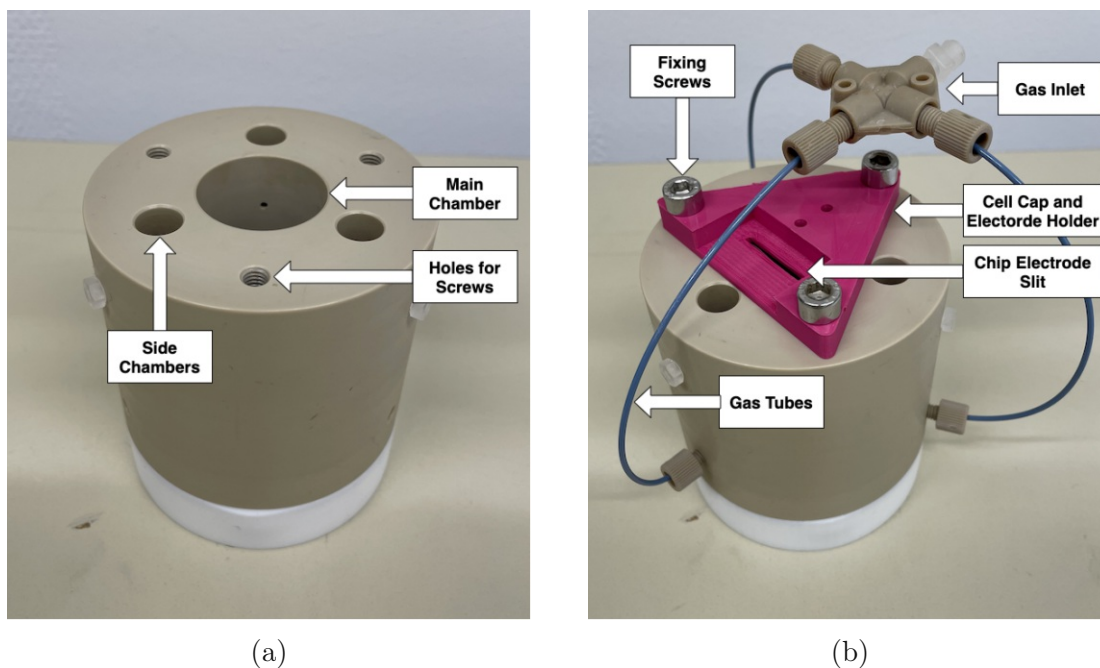 Main
Chamber
Holes for
Screws
Side
Chambers
(a)
Fixing
Screws
Gas Inlet
Cell Cap and
Electorde Holder
Chip Electrode
Slit
Gas Tubes
(b)